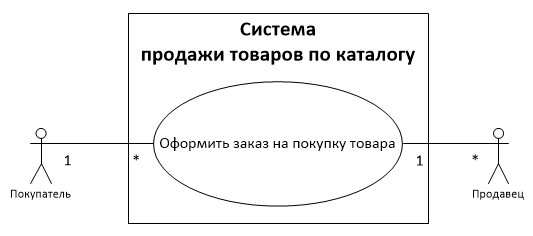 Система
продажи товаров по каталогу
Оформить заказ на покупку товара
1
*
1
*
Покупатель
Продавец